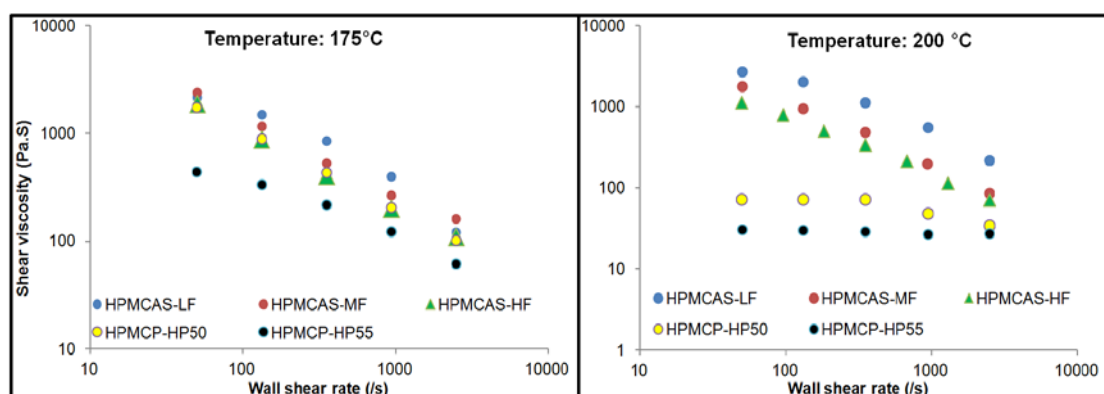 Temperature: 175°C
10000
1000
100
10
Shear viscosity (Pa.S)
HPMCAS-LF
HPMCAS-MF
HPMCAS-HF
HPMCP-HP50
HPMCP-HP55
10
100
1000
10000
Wall shear rate (/s)
Temperature: 200 °C
10000
1000
100
10
1
HPMCAS-LF
HPMCAS-MF
HPMCAS-HF
HPMCP-HP50
HPMCP-HP55
10
100
1000
10000
Wall shear rate (/s)